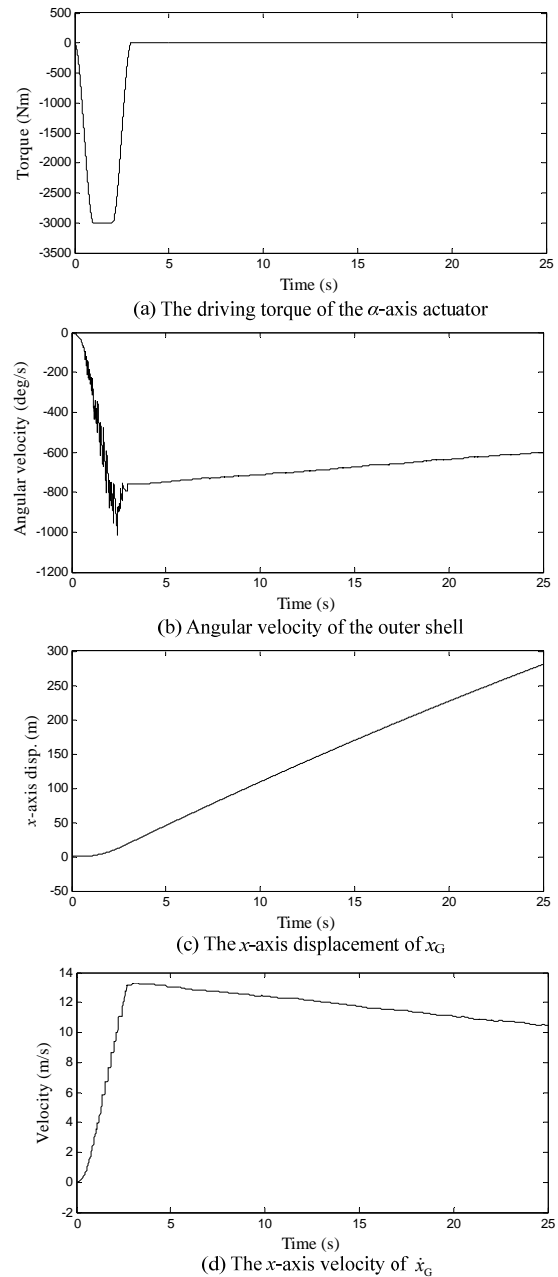 500
0
-500
-1000
-1500
-2000
-2500
-3000
-3500
Torque (Nm)
0 5 10 15 20 25
Time (s)
(a) The driving torque of the α-axis actuator
0
-200
-400
-600
-800
-1000
-1200
Angular velocity (deg/s)
0 5 10 15 20 25
Time (s)
(b) Angular velocity of the outer shell
300
250
200
150
100
50
0
-50
x-axis disp. (m)
0 5 10 15 20 25
Time (s)
(c) The x-axis displacement of xG
14
12
10
8
6
4
2
0
-2
Velocity (m/s)
0 5 10 15 20 25
Time (s)
(d) The x-axis velocity of ẋG